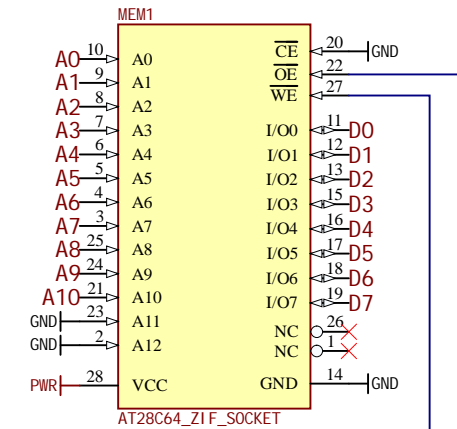 MEM1
A0 10 A0 CE 20 GND
A1 9 A1 OE 22
A2 8 A2 WE 27
A3 7 A3 I/O0 11 D0
A4 6 A4 I/O1 12 D1
A5 5 A5 I/O2 13 D2
A6 4 A6 I/O3 15 D3
A7 3 A7 I/O4 16 D4
A8 25 A8 I/O5 17 D5
A9 24 A9 I/O6 18 D6
A10 21 A10 I/O7 19 D7
GND 23 A11 NC 26
GND 2 A12 NC 1
PWR 28 VCC GND 14 GND
AT28C64_ZIF_SOCKET